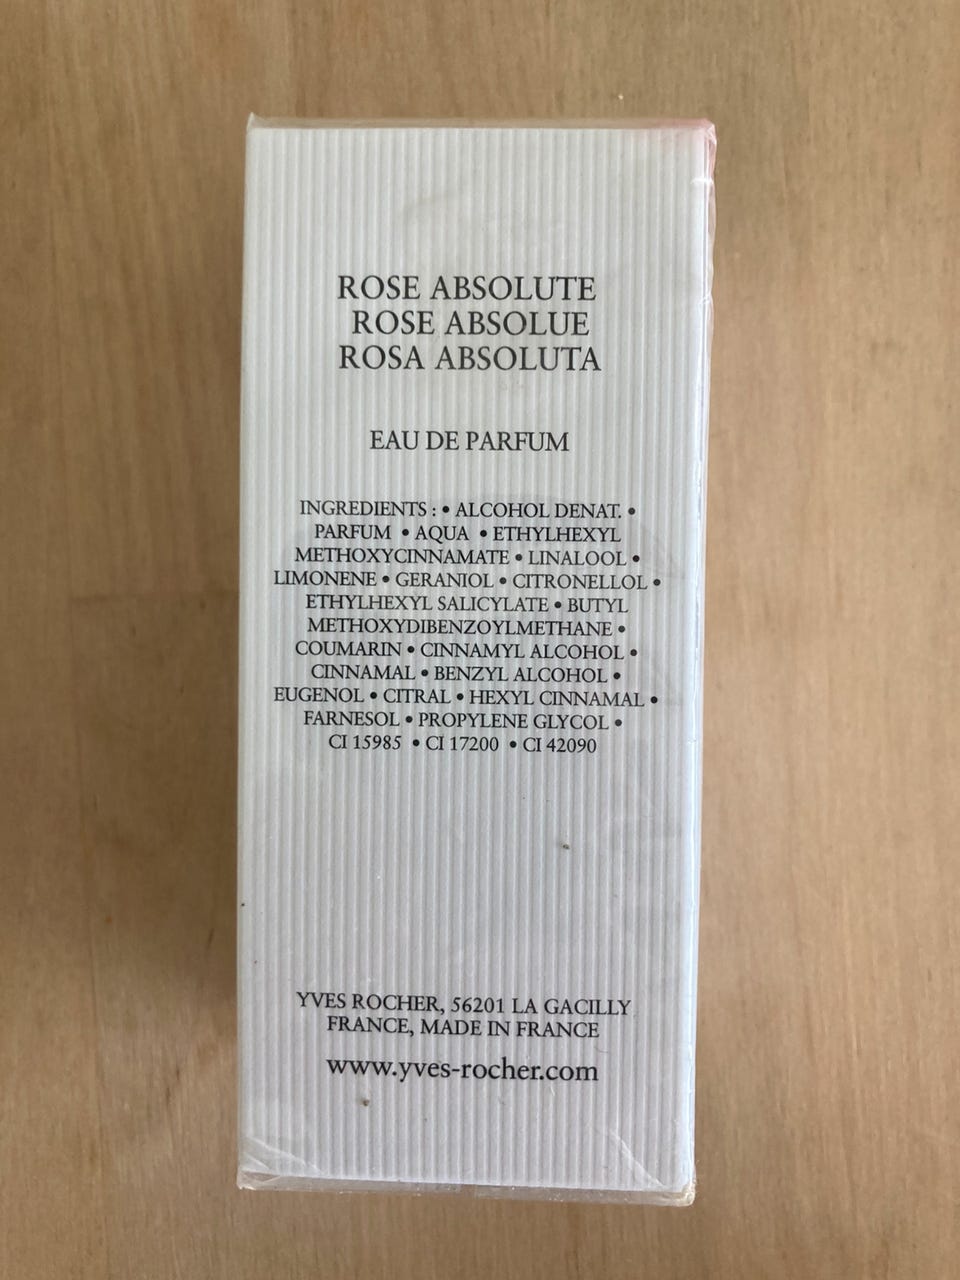 ROSE ABSOLUTE
ROSE ABSOLUE
ROSA ABSOLUTA
EAU DE PARFUM
INGREDIENTS : • ALCOHOL DENAT. •
PARFUM • AQUA • ETHYLHEXYL
METHOXYCINNAMATE • LINALOOL •
LIMONENE • GERANIOL • CITRONELLOL •
ETHYLHEXYL SALICYLATE • BUTYL
METHOXYDIBENZOYLMETHANE •
COUMARIN • CINNAMYL ALCOHOL •
CINNAMAL • BENZYL ALCOHOL •
EUGENOL • CITRAL • HEXYL CINNAMAL •
FARNESOL • PROPYLENE GLYCOL •
CI 15985 • CI 17200 • CI 42090
YVES ROCHER, 56201 LA GACILLY
FRANCE, MADE IN FRANCE
www.yves-rocher.com